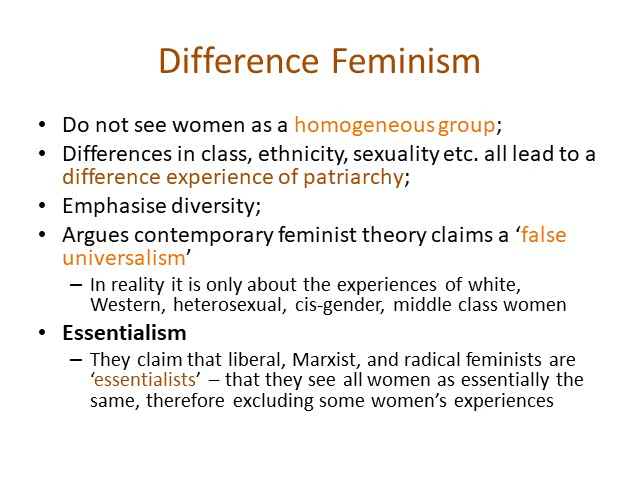 Difference Feminism
• Do not see women as a homogeneous group;
• Differences in class, ethnicity, sexuality etc. all lead to a
difference experience of patriarchy;
• Emphasise diversity;
• Argues contemporary feminist theory claims a ‘false
universalism’
– In reality it is only about the experiences of white,
Western, heterosexual, cis-gender, middle class women
• Essentialism
– They claim that liberal, Marxist, and radical feminists are
‘essentialists’ – that they see all women as essentially the
same, therefore excluding some women’s experiences